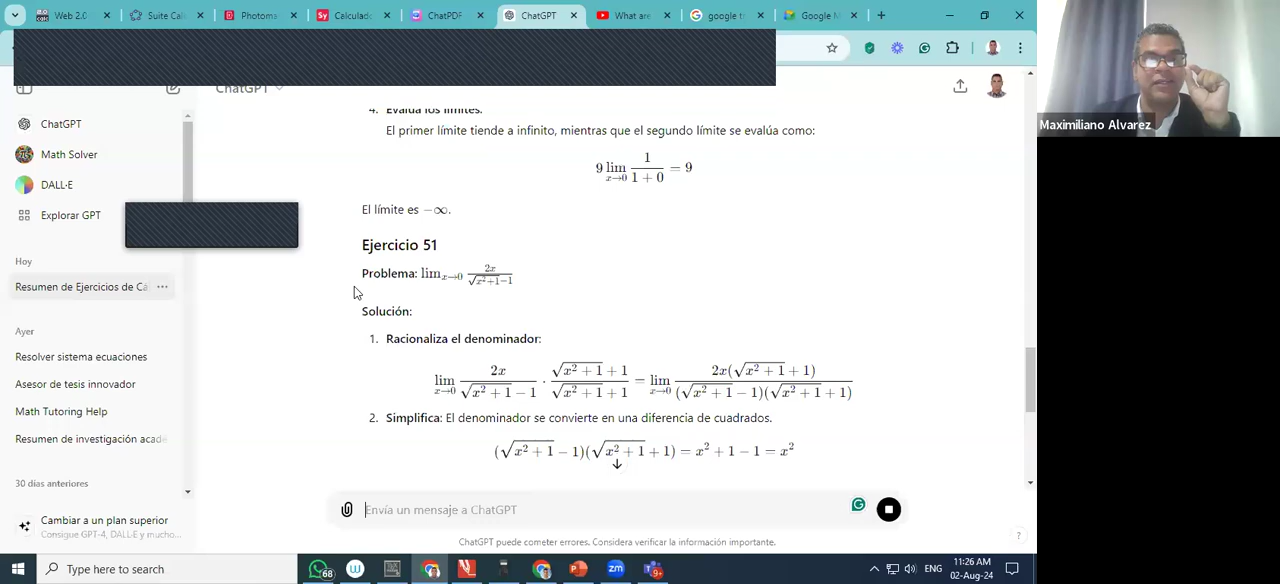 Web 2.0
Suite Cal
Photoma
Calculado
ChatPDF
ChatGPT
What are
google t
Google M
ChatGPT
ChatGPT
Math Solver
DALL·E
Explorar GPT
Hoy
Resumen de Ejercicios de Cá
Ayer
Resolver sistema ecuaciones
Asesor de tesis innovador
Math Tutoring Help
Resumen de investigación acade
30 días anteriores
Cambiar a un plan superior
Consigue GPT-4, DALL·E y mucho...
4. Evalúa los límites.
El primer límite tiende a infinito, mientras que el segundo límite se evalúa como:
9 lim x→0 1/(1 + 0) = 9
El límite es −∞.
Ejercicio 51
Problema: lim x→0 2x/(√(x²+1)−1)
Solución:
1. Racionaliza el denominador:
lim x→0 2x/(√(x² + 1) − 1) · (√(x² + 1) + 1)/(√(x² + 1) + 1) = lim x→0 2x(√(x² + 1) + 1)/((√(x² + 1) − 1)(√(x² + 1) + 1))
2. Simplifica: El denominador se convierte en una diferencia de cuadrados.
(√(x² + 1) − 1)(√(x² + 1) + 1) = x² + 1 − 1 = x²
Envía un mensaje a ChatGPT
ChatGPT puede cometer errores. Considera verificar la información importante.
?
Maximiliano Alvarez
Type here to search
68
zm
ENG
11:26 AM
02-Aug-24